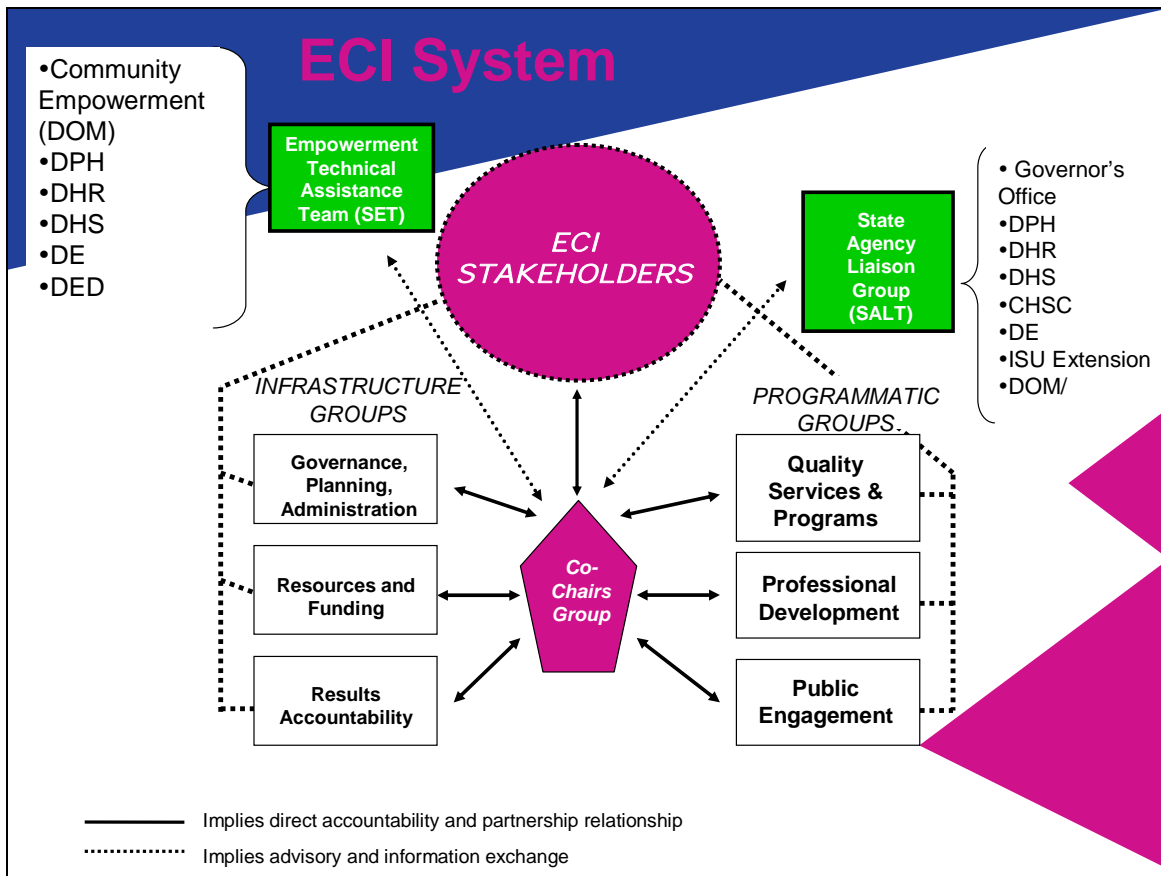 ECI System
•Community
Empowerment
(DOM)
•DPH
•DHR
•DHS
•DE
•DED
Empowerment
Technical
Assistance
Team (SET)
ECI
STAKEHOLDERS
State
Agency
Liaison
Group
(SALT)
• Governor's
Office
•DPH
•DHR
•DHS
•CHSC
•DE
•ISU Extension
•DOM/
INFRASTRUCTURE
GROUPS
Governance,
Planning,
Administration
Resources and
Funding
Results
Accountability
Co-
Chairs
Group
PROGRAMMATIC
GROUPS
Quality
Services &
Programs
Professional
Development
Public
Engagement
Implies direct accountability and partnership relationship
Implies advisory and information exchange